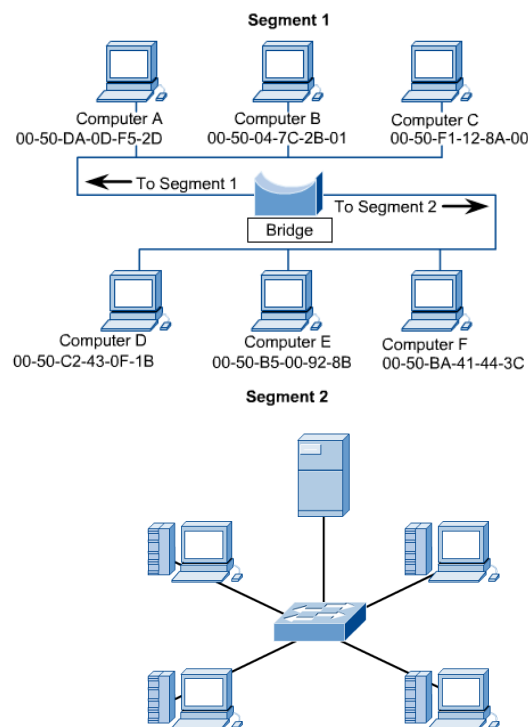 Segment 1
Computer A
00-50-DA-0D-F5-2D
Computer B
00-50-04-7C-2B-01
Computer C
00-50-F1-12-8A-00
To Segment 1
To Segment 2
Bridge
Computer D
00-50-C2-43-0F-1B
Computer E
00-50-B5-00-92-8B
Computer F
00-50-BA-41-44-3C
Segment 2